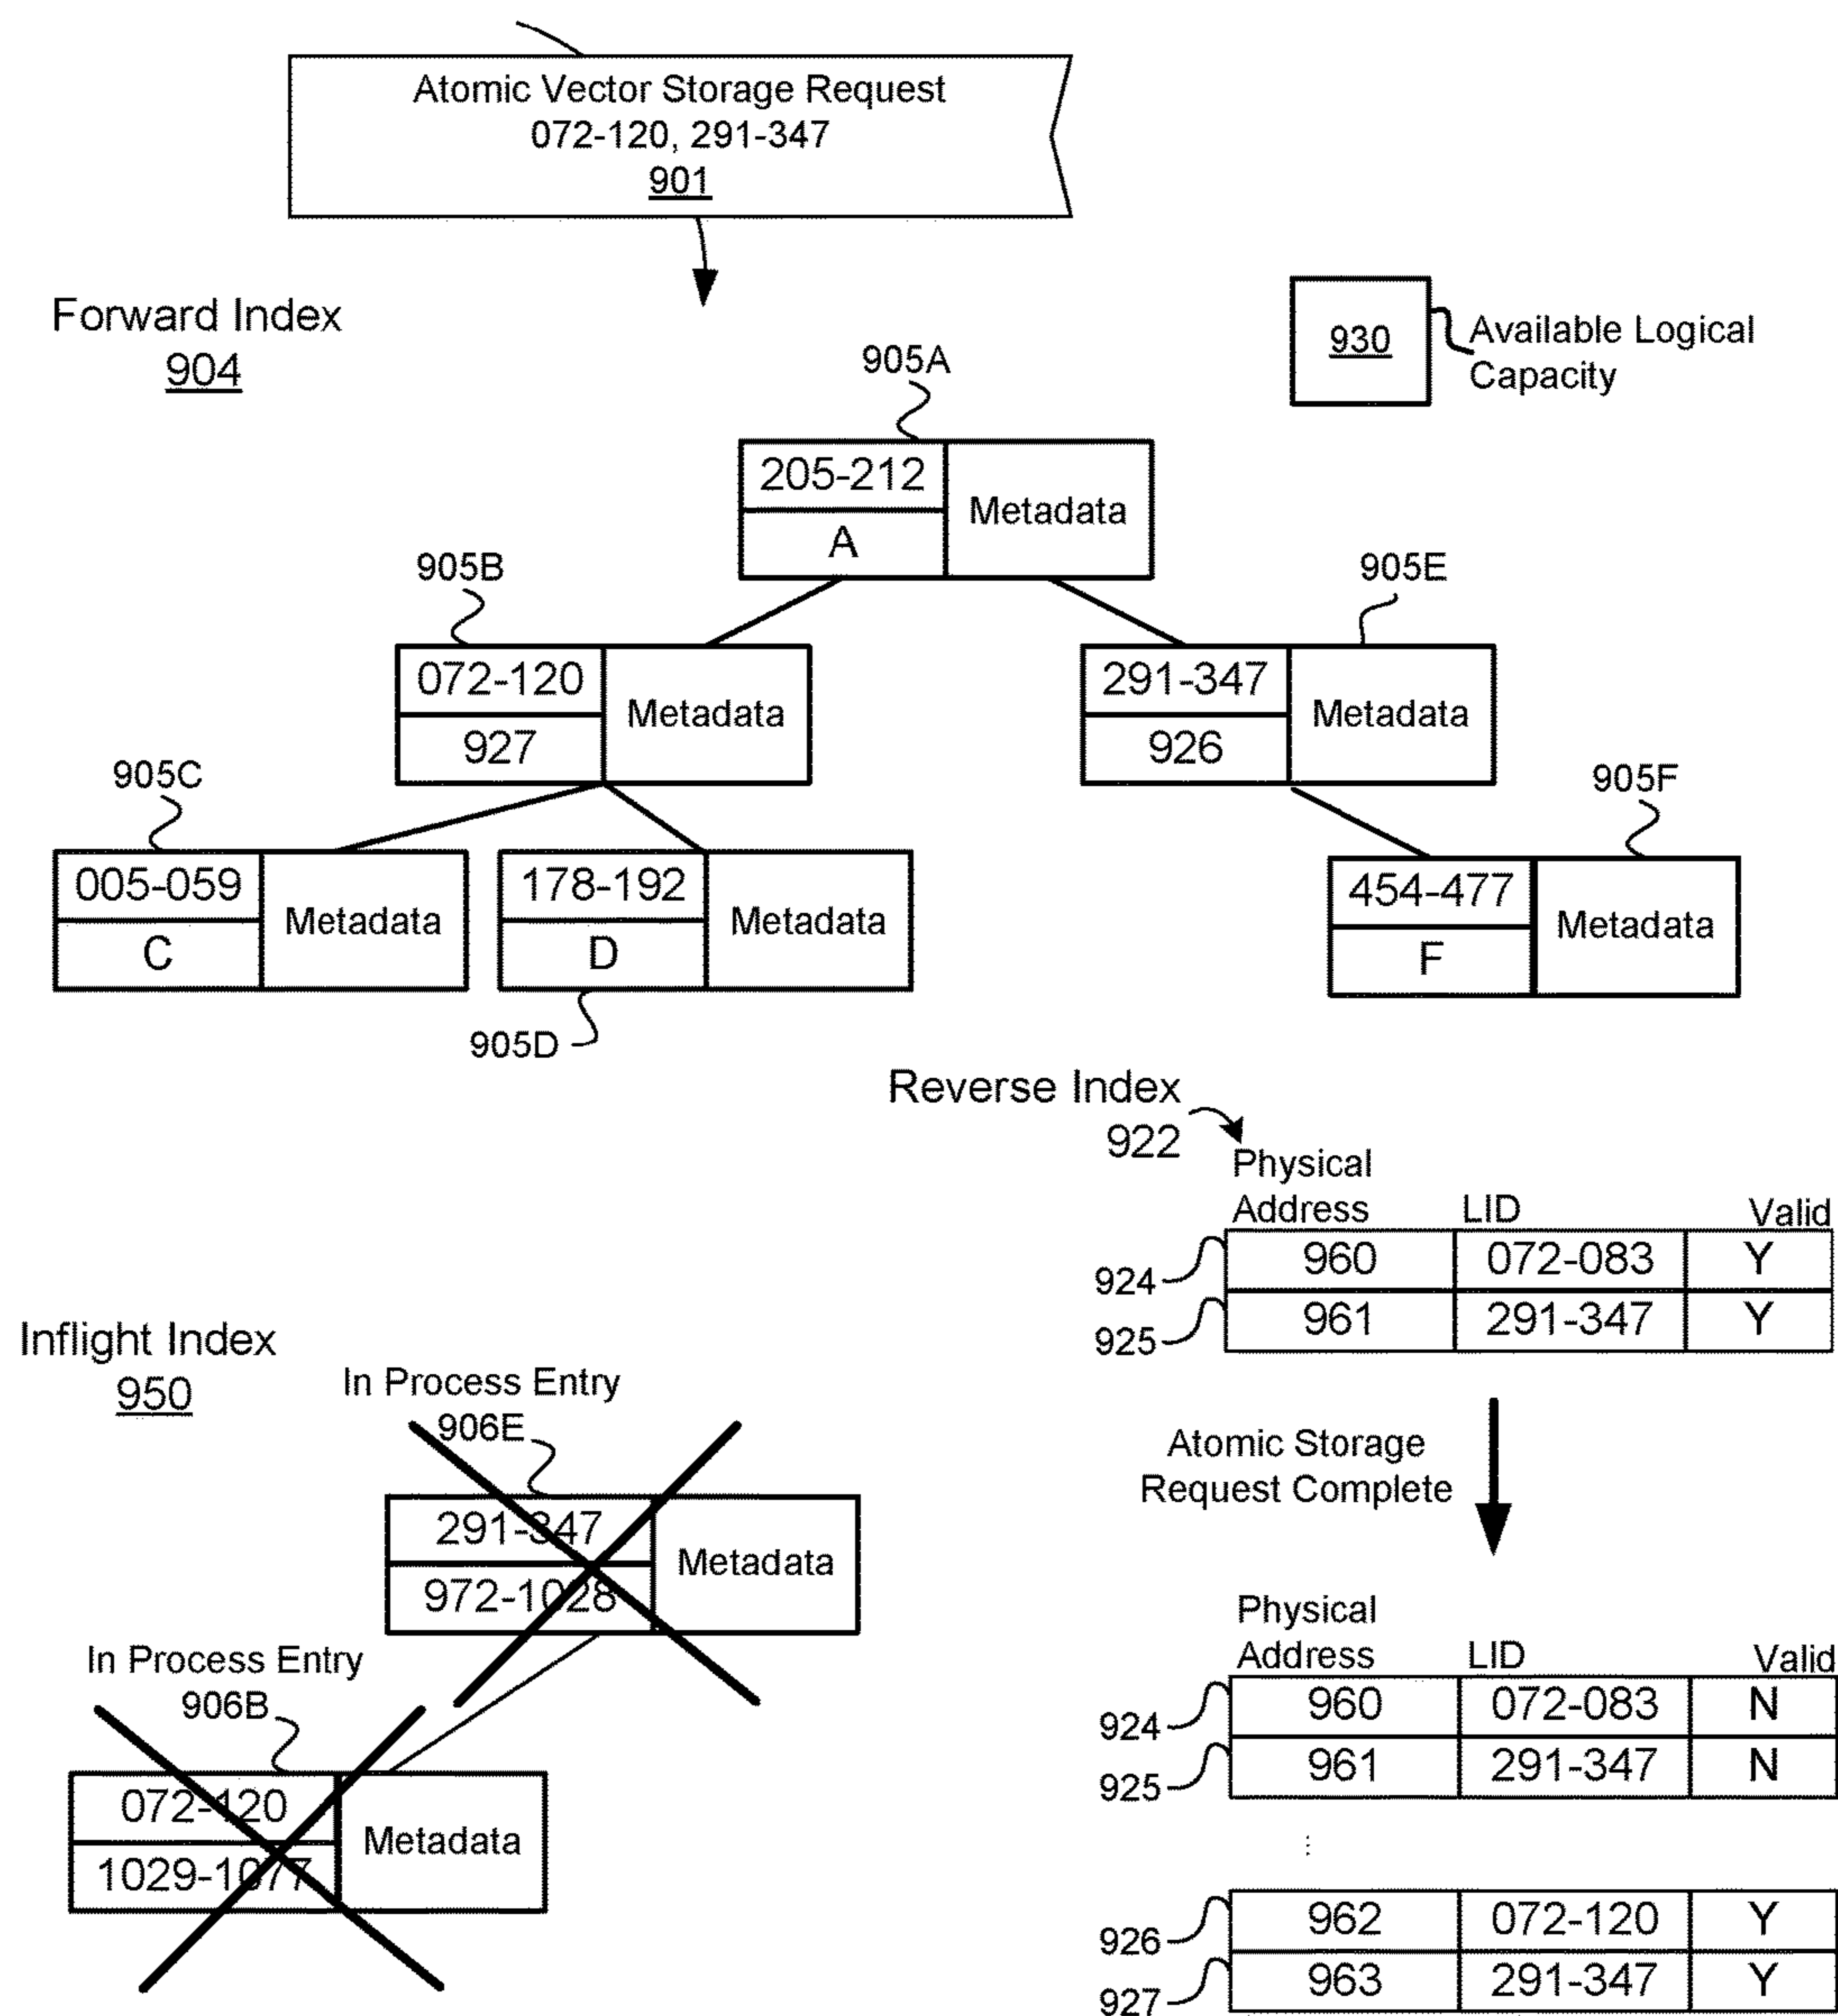 Atomic Vector Storage Request
072-120, 291-347
901
Forward Index
904
930
Available Logical
Capacity
905A
205-212
A
Metadata
905B
072-120
927
Metadata
905E
291-347
926
Metadata
905C
005-059
C
Metadata
178-192
D
Metadata
905D
905F
454-477
F
Metadata
Reverse Index
922
Physical
Address LID Valid
924 960 072-083 Y
925 961 291-347 Y
Atomic Storage
Request Complete
Physical
Address LID Valid
924 960 072-083 N
925 961 291-347 N
⋮
926 962 072-120 Y
927 963 291-347 Y
Inflight Index
950
In Process Entry
906E
291-347
972-1028
Metadata
In Process Entry
906B
072-120
1029-1077
Metadata